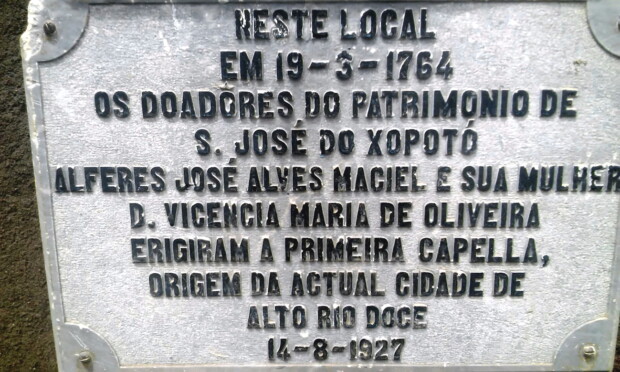 NESTE LOCAL
EM 19-3-1764
OS DOADORES DO PATRIMONIO DE
S. JOSÉ DO XOPOTÓ
ALFERES JOSÉ ALVES MACIEL E SUA MULHER
D. VICENCIA MARIA DE OLIVEIRA
ERIGIRAM A PRIMEIRA CAPELLA,
ORIGEM DA ACTUAL CIDADE DE
ALTO RIO DOCE
14-8-1927